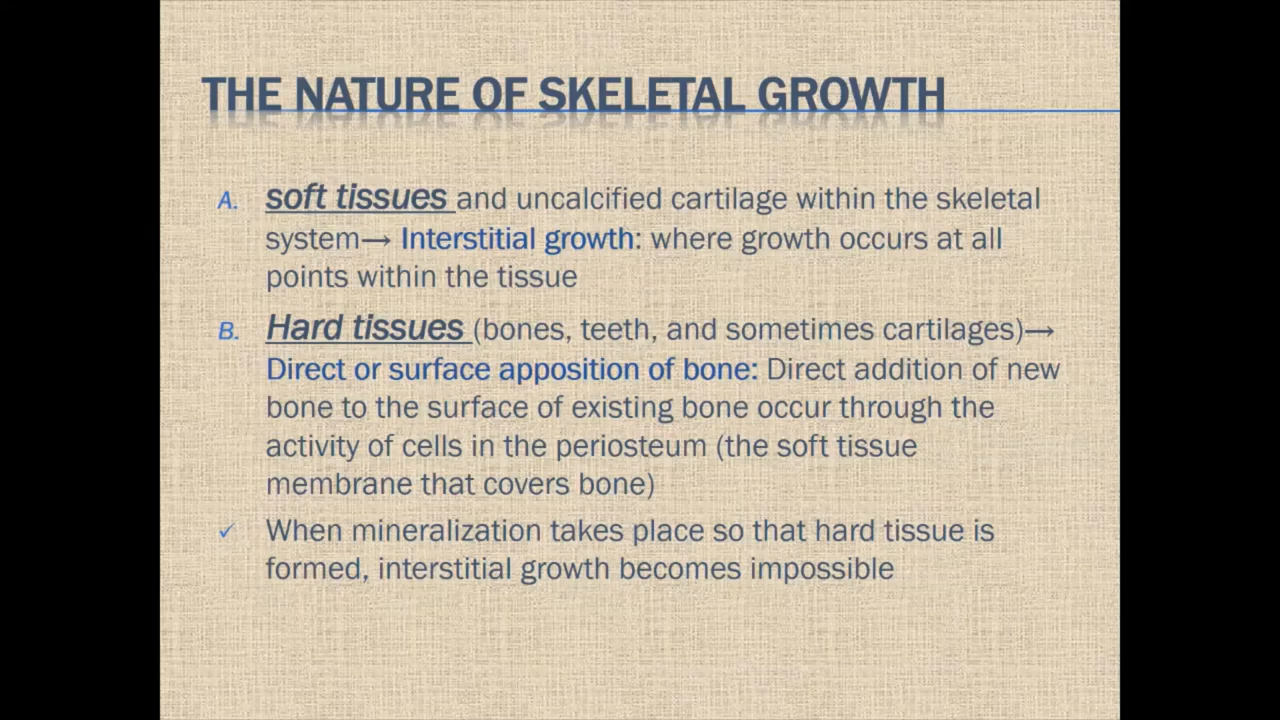 THE NATURE OF SKELETAL GROWTH
A. soft tissues and uncalcified cartilage within the skeletal
system→ Interstitial growth: where growth occurs at all
points within the tissue
B. Hard tissues (bones, teeth, and sometimes cartilages)→
Direct or surface apposition of bone: Direct addition of new
bone to the surface of existing bone occur through the
activity of cells in the periosteum (the soft tissue
membrane that covers bone)
✓ When mineralization takes place so that hard tissue is
formed, interstitial growth becomes impossible